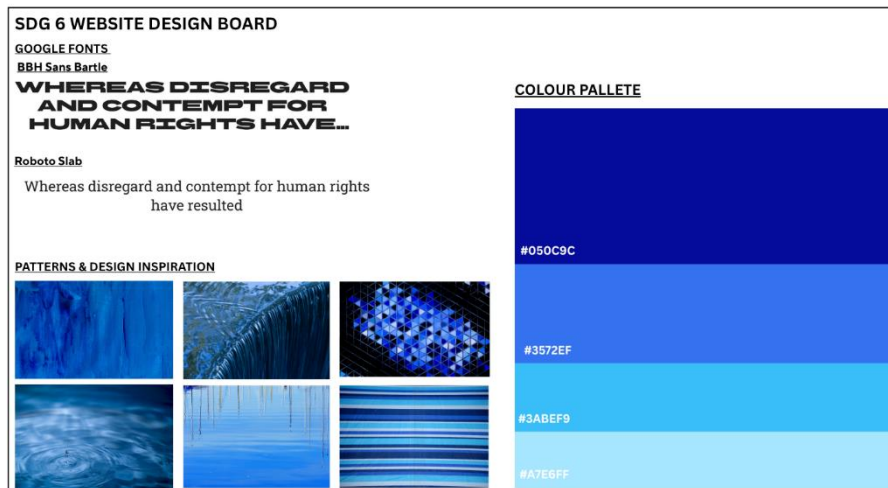 SDG 6 WEBSITE DESIGN BOARD
GOOGLE FONTS
BBH Sans Bartle
WHEREAS DISREGARD
AND CONTEMPT FOR
HUMAN RIGHTS HAVE...
Roboto Slab
Whereas disregard and contempt for human rights
have resulted
PATTERNS & DESIGN INSPIRATION
COLOUR PALLETE
#050C9C
#3572EF
#3ABEF9
#A7E6FF